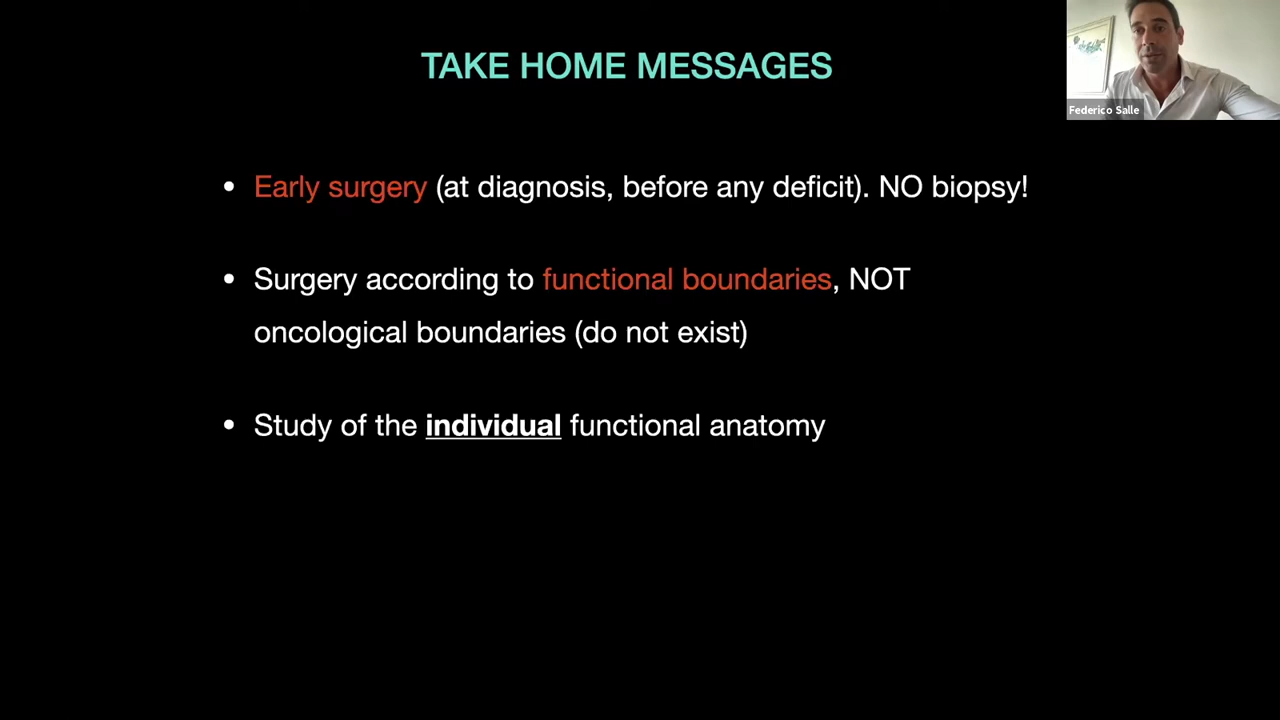 TAKE HOME MESSAGES
Federico Salle
• Early surgery (at diagnosis, before any deficit). NO biopsy!
• Surgery according to functional boundaries, NOT
oncological boundaries (do not exist)
• Study of the individual functional anatomy